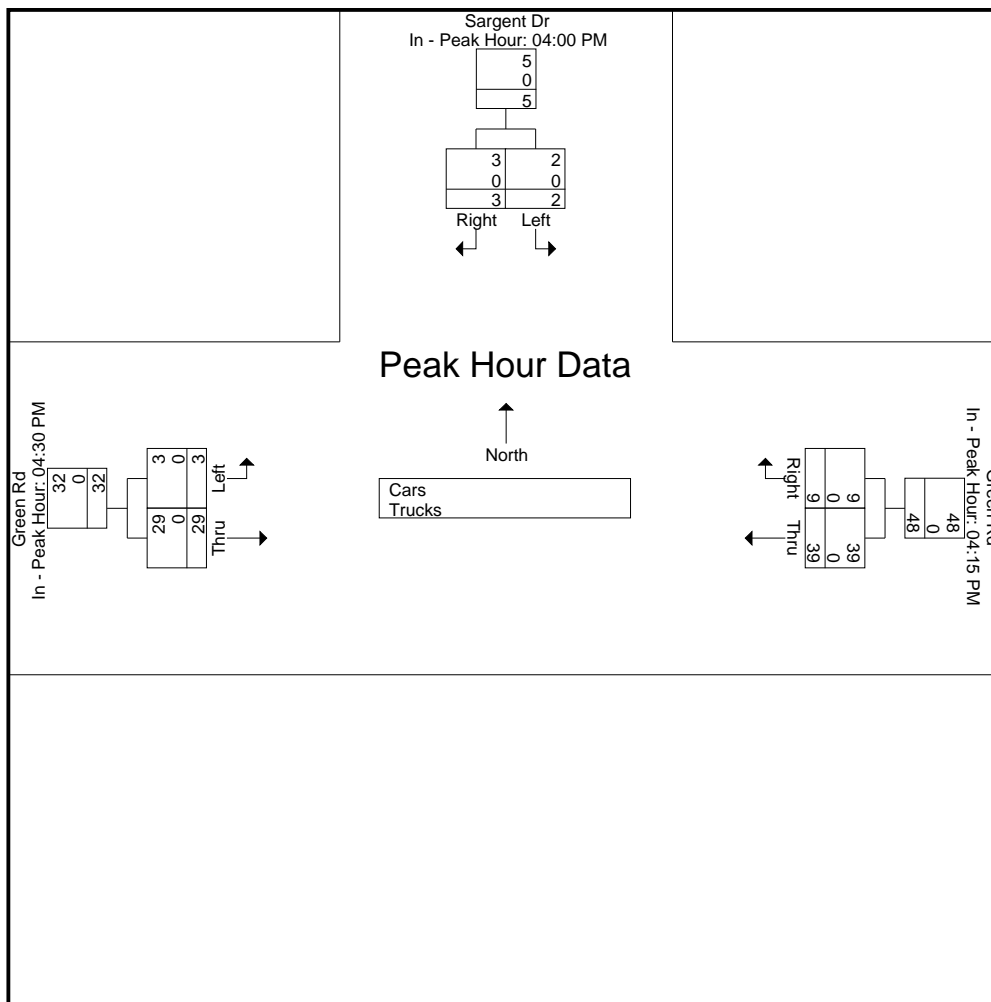 Sargent Dr
In - Peak Hour: 04:00 PM
5
0
5
3 2
0 0
3 2
Right Left
Peak Hour Data
North
Cars
Trucks
Green Rd
In - Peak Hour: 04:30 PM
32 0 32
3 0 3
Left
29 0 29
Thru
Right
9 0 9
Thru
39 0 39
48 0 48
In - Peak Hour: 04:15 PM
Green Rd